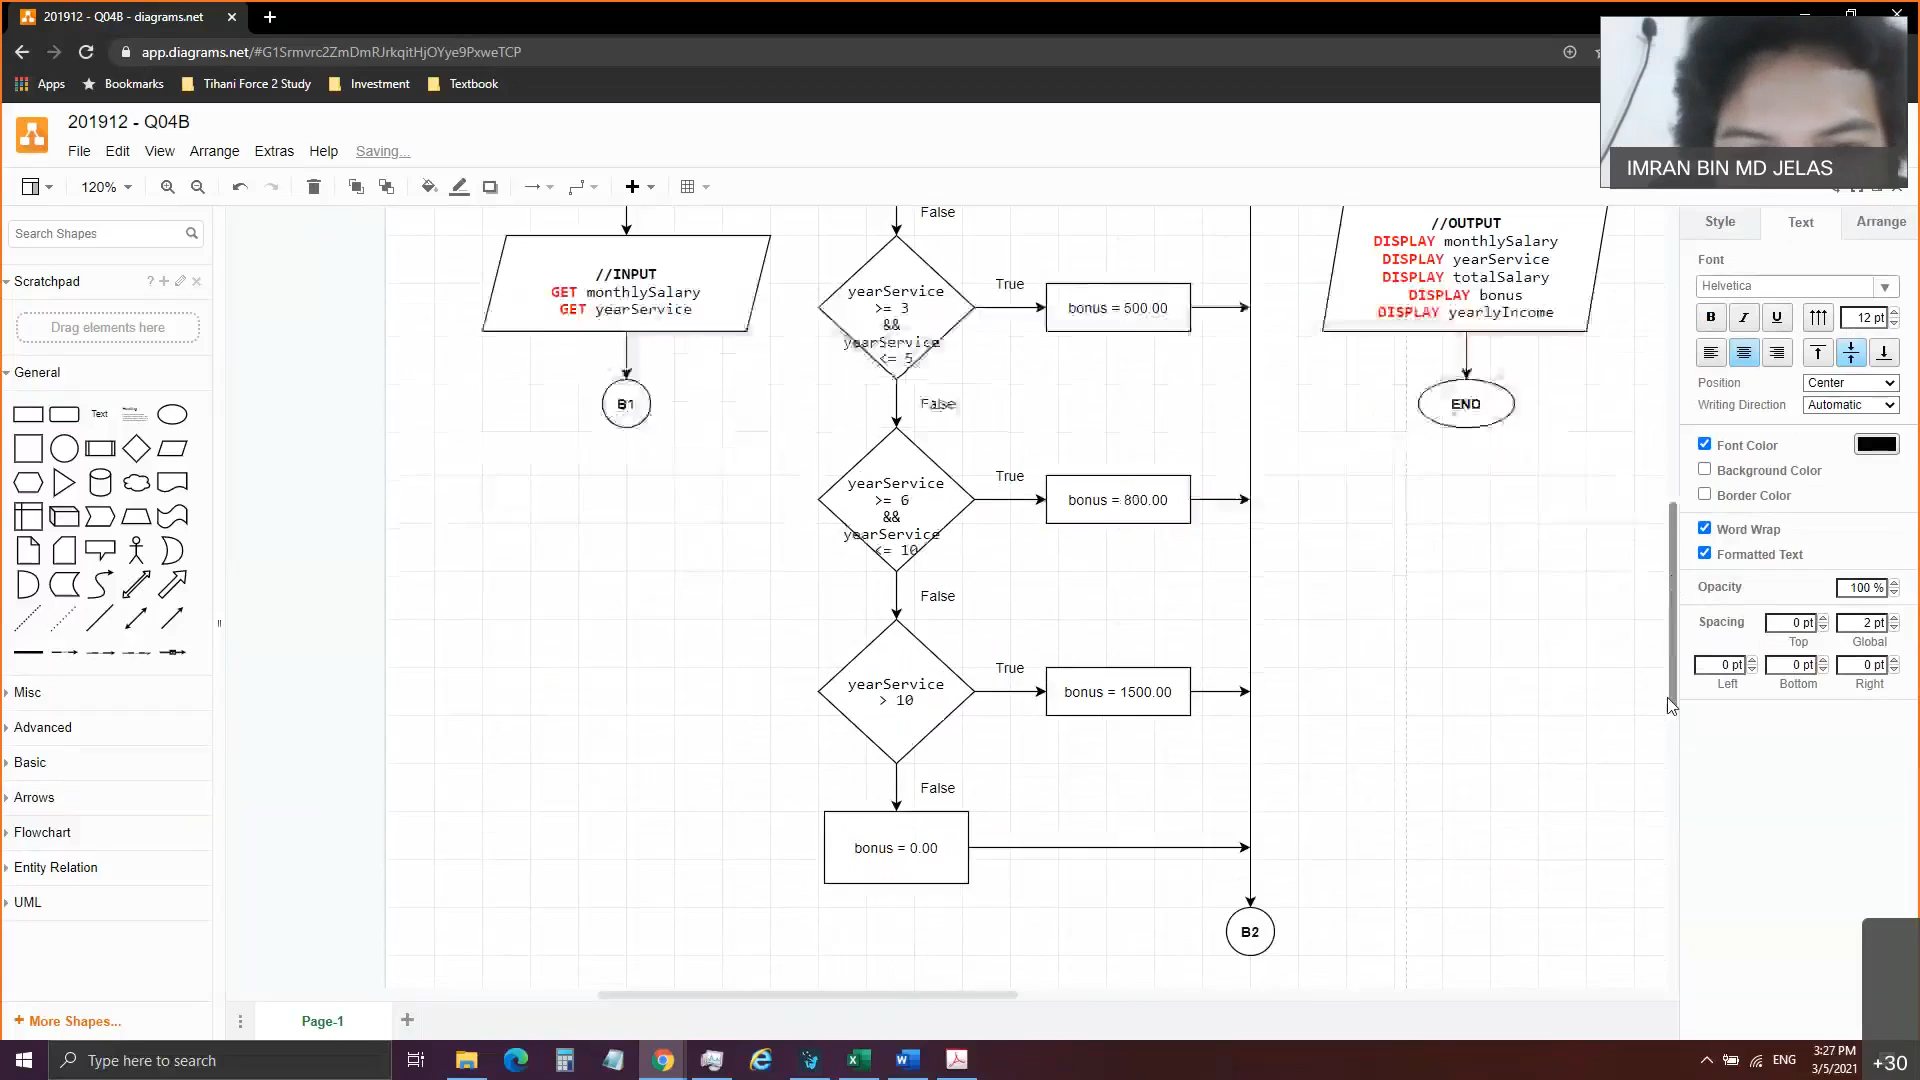 201912 - Q04B - diagrams.net
app.diagrams.net/#G1Srmvrc2ZmDmRJrkqitHjOYye9PxweTCP
Apps
Bookmarks
Tihani Force 2 Study
Investment
Textbook
201912 - Q04B
File Edit View Arrange Extras Help Saving...
IMRAN BIN MD JELAS
120%
Search Shapes
Scratchpad
Drag elements here
General
Text
Heading
Misc
Advanced
Basic
Arrows
Flowchart
Entity Relation
UML
+ More Shapes...
//INPUT
GET monthlySalary
GET yearService
B1
False
yearService
>= 3
&&
yearService
<= 5
True
bonus = 500.00
False
yearService
>= 6
&&
yearService
<= 10
True
bonus = 800.00
False
yearService
> 10
True
bonus = 1500.00
False
bonus = 0.00
B2
//OUTPUT
DISPLAY monthlySalary
DISPLAY yearService
DISPLAY totalSalary
DISPLAY bonus
DISPLAY yearlyIncome
END
Style Text Arrange
Font
Helvetica
B I U 12 pt
Position Center
Writing Direction Automatic
Font Color
Background Color
Border Color
Word Wrap
Formatted Text
Opacity 100 %
Spacing 0 pt 2 pt
Top Global
0 pt 0 pt 0 pt
Left Bottom Right
Page-1
Type here to search
ENG
3:27 PM
3/5/2021
+30